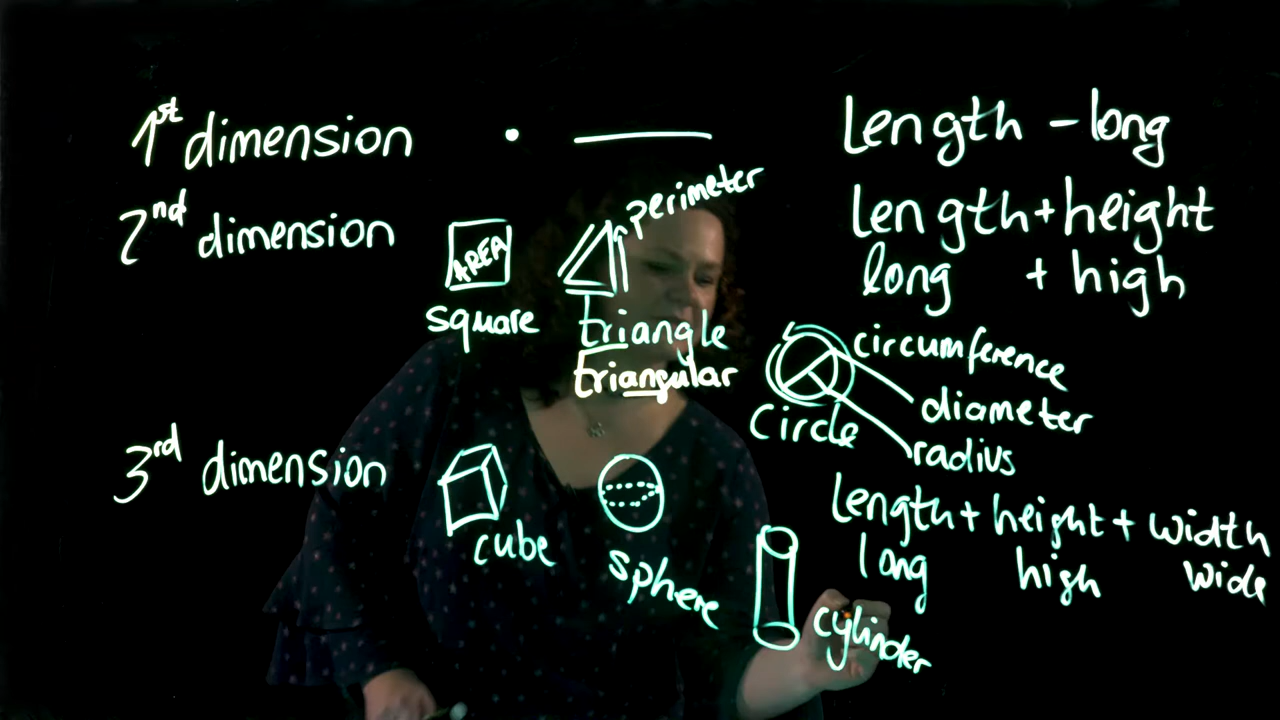 1st dimension
Length - long
2nd dimension
AREA
perimeter
square
triangle
triangular
Length + height
long + high
circumference
diameter
radius
circle
3rd dimension
cube
sphere
cylinder
Length + height + width
long high wide